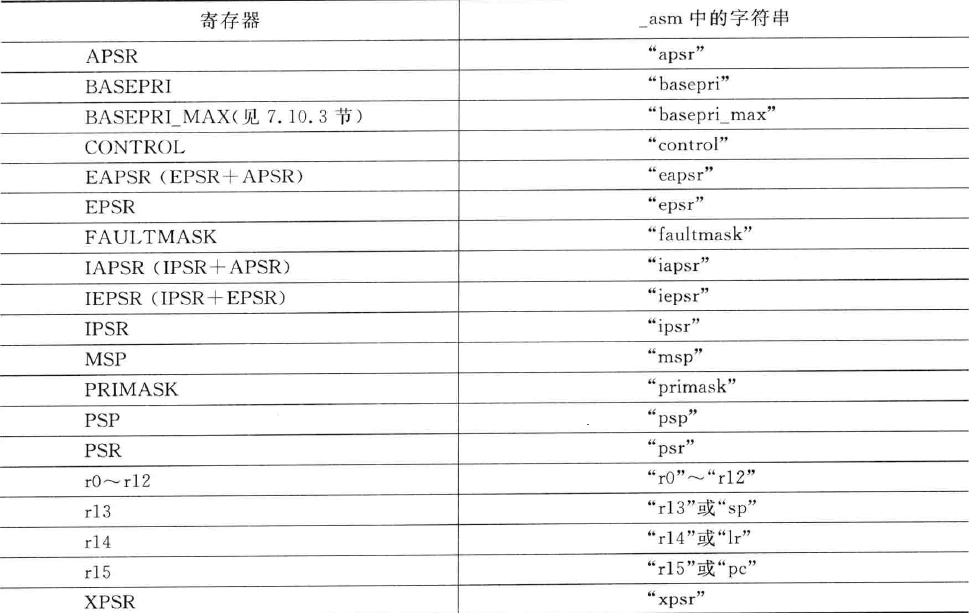 寄存器 _asm 中的字符串
APSR “apsr”
BASEPRI “basepri”
BASEPRI_MAX(见 7.10.3 节) “basepri_max”
CONTROL “control”
EAPSR (EPSR+APSR) “eapsr”
EPSR “epsr”
FAULTMASK “faultmask”
IAPSR (IPSR+APSR) “iapsr”
IEPSR (IPSR+EPSR) “iepsr”
IPSR “ipsr”
MSP “msp”
PRIMASK “primask”
PSP “psp”
PSR “psr”
r0~r12 “r0”~“r12”
r13 “r13”或“sp”
r14 “r14”或“lr”
r15 “r15”或“pc”
XPSR “xpsr”